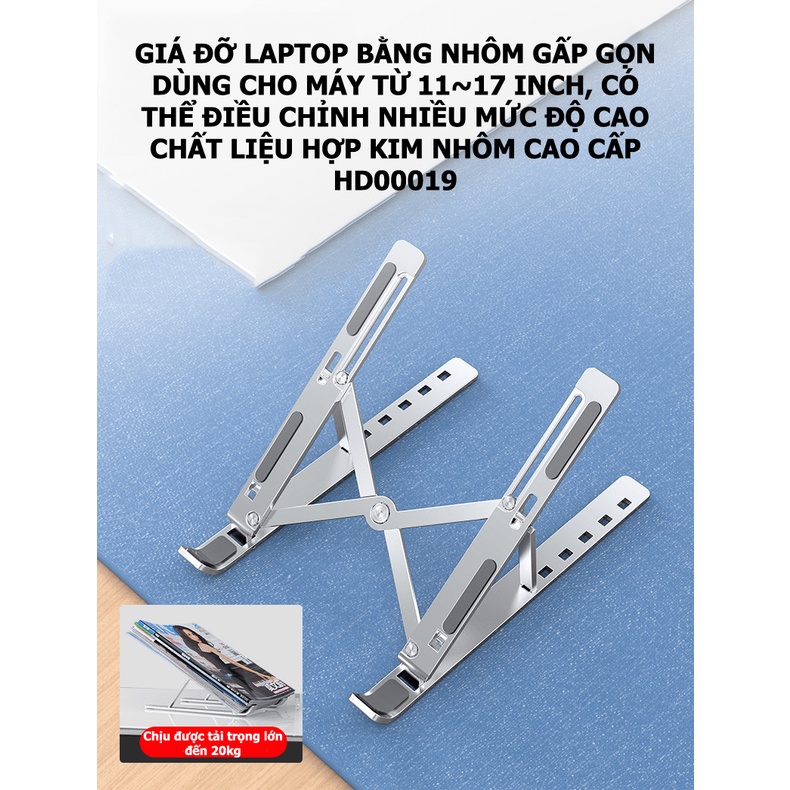 GIÁ ĐỠ LAPTOP BẰNG NHÔM GẤP GỌN
DÙNG CHO MÁY TỪ 11~17 INCH, CÓ
THỂ ĐIỀU CHỈNH NHIỀU MỨC ĐỘ CAO
CHẤT LIỆU HỢP KIM NHÔM CAO CẤP
HD00019
Chịu được tải trọng lớn
đến 20kg